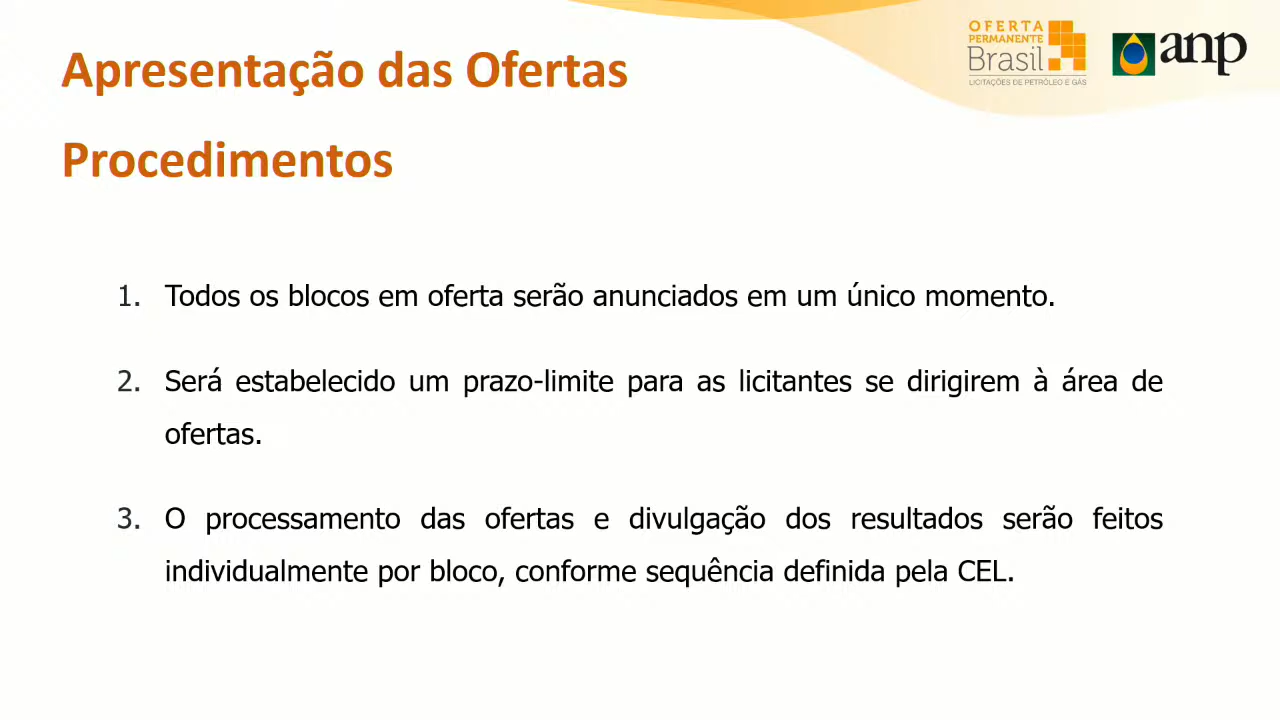 Apresentação das Ofertas
Procedimentos
OFERTA
PERMANENTE
Brasil
LICITAÇÕES DE PETRÓLEO E GÁS
anp
1. Todos os blocos em oferta serão anunciados em um único momento.
2. Será estabelecido um prazo-limite para as licitantes se dirigirem à área de
ofertas.
3. O processamento das ofertas e divulgação dos resultados serão feitos
individualmente por bloco, conforme sequência definida pela CEL.